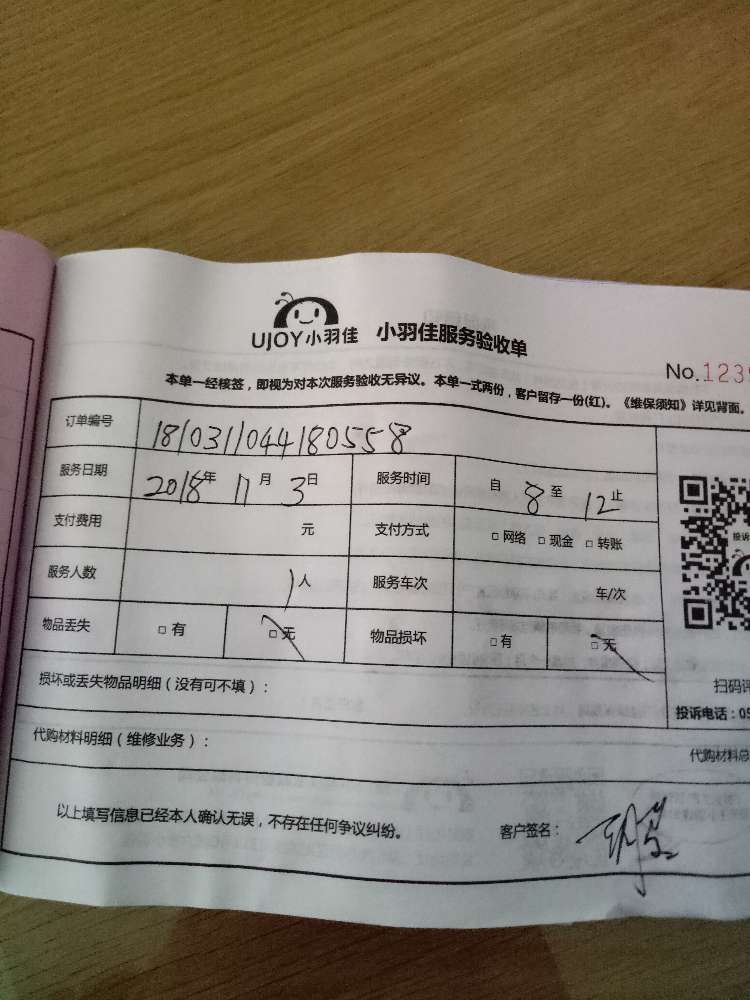 UJOY小羽佳 小羽佳服务验收单
No.123
本单一经核签，即视为对本次服务验收无异议。本单一式两份，客户留存一份(红)。《维保须知》详见背面。
订单编号 18103110441805558
服务日期 2018年 11月 3日 服务时间 自 8 至 12 止
支付费用 元 支付方式 □ 网络 □ 现金 □ 转账
服务人数 1人 服务车次 车/次
投诉
物品丢失 □ 有 □ 无 物品损坏 □ 有 □ 无
损坏或丢失物品明细（没有可不填）：
扫码评
投诉电话：05
代购材料明细（维修业务）：
代购材料总
以上填写信息已经本人确认无误，不存在任何争议纠纷。 客户签名：